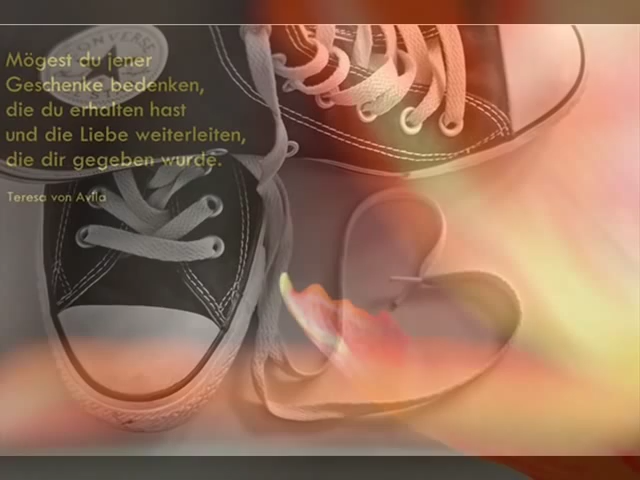 CONVERSE
Mögest du jener
Geschenke bedenken,
die du erhalten hast
und die Liebe weiterleiten,
die dir gegeben wurde.
Teresa von Avila